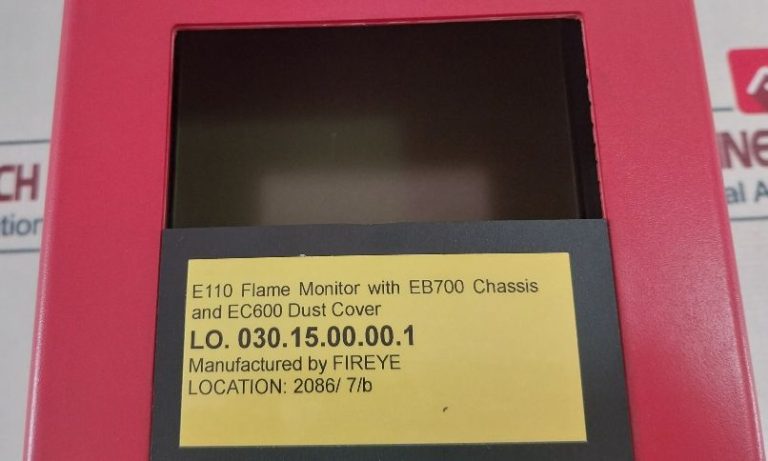 E110 Flame Monitor with EB700 Chassis
and EC600 Dust Cover
LO. 030.15.00.00.1
Manufactured by FIREYE
LOCATION: 2086/ 7/b